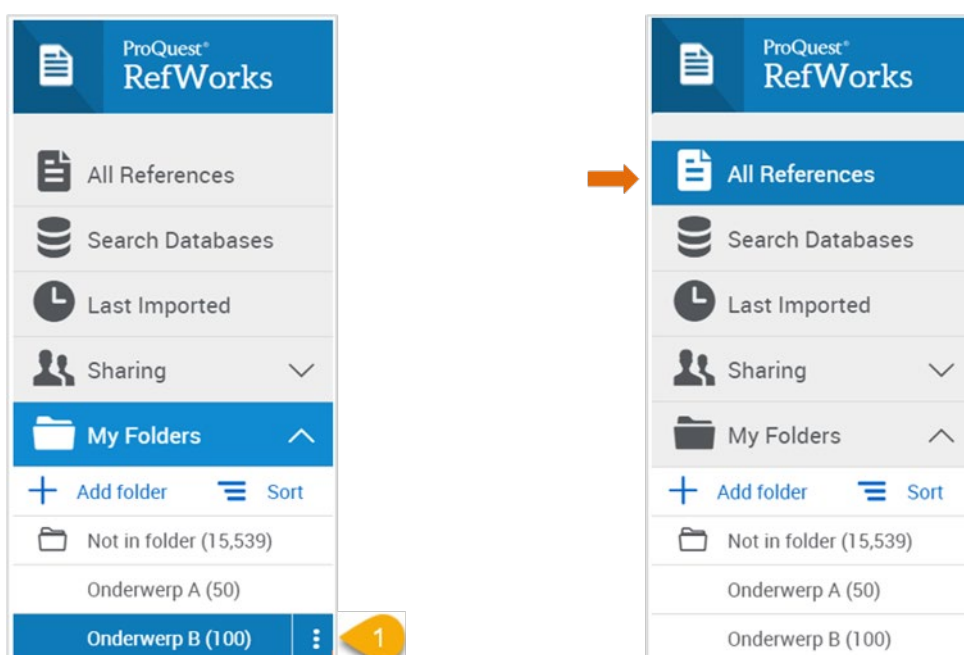 ProQuest®
RefWorks
All References
Search Databases
Last Imported
Sharing
My Folders
Add folder Sort
Not in folder (15,539)
Onderwerp A (50)
Onderwerp B (100)
1
ProQuest®
RefWorks
All References
Search Databases
Last Imported
Sharing
My Folders
Add folder Sort
Not in folder (15,539)
Onderwerp A (50)
Onderwerp B (100)